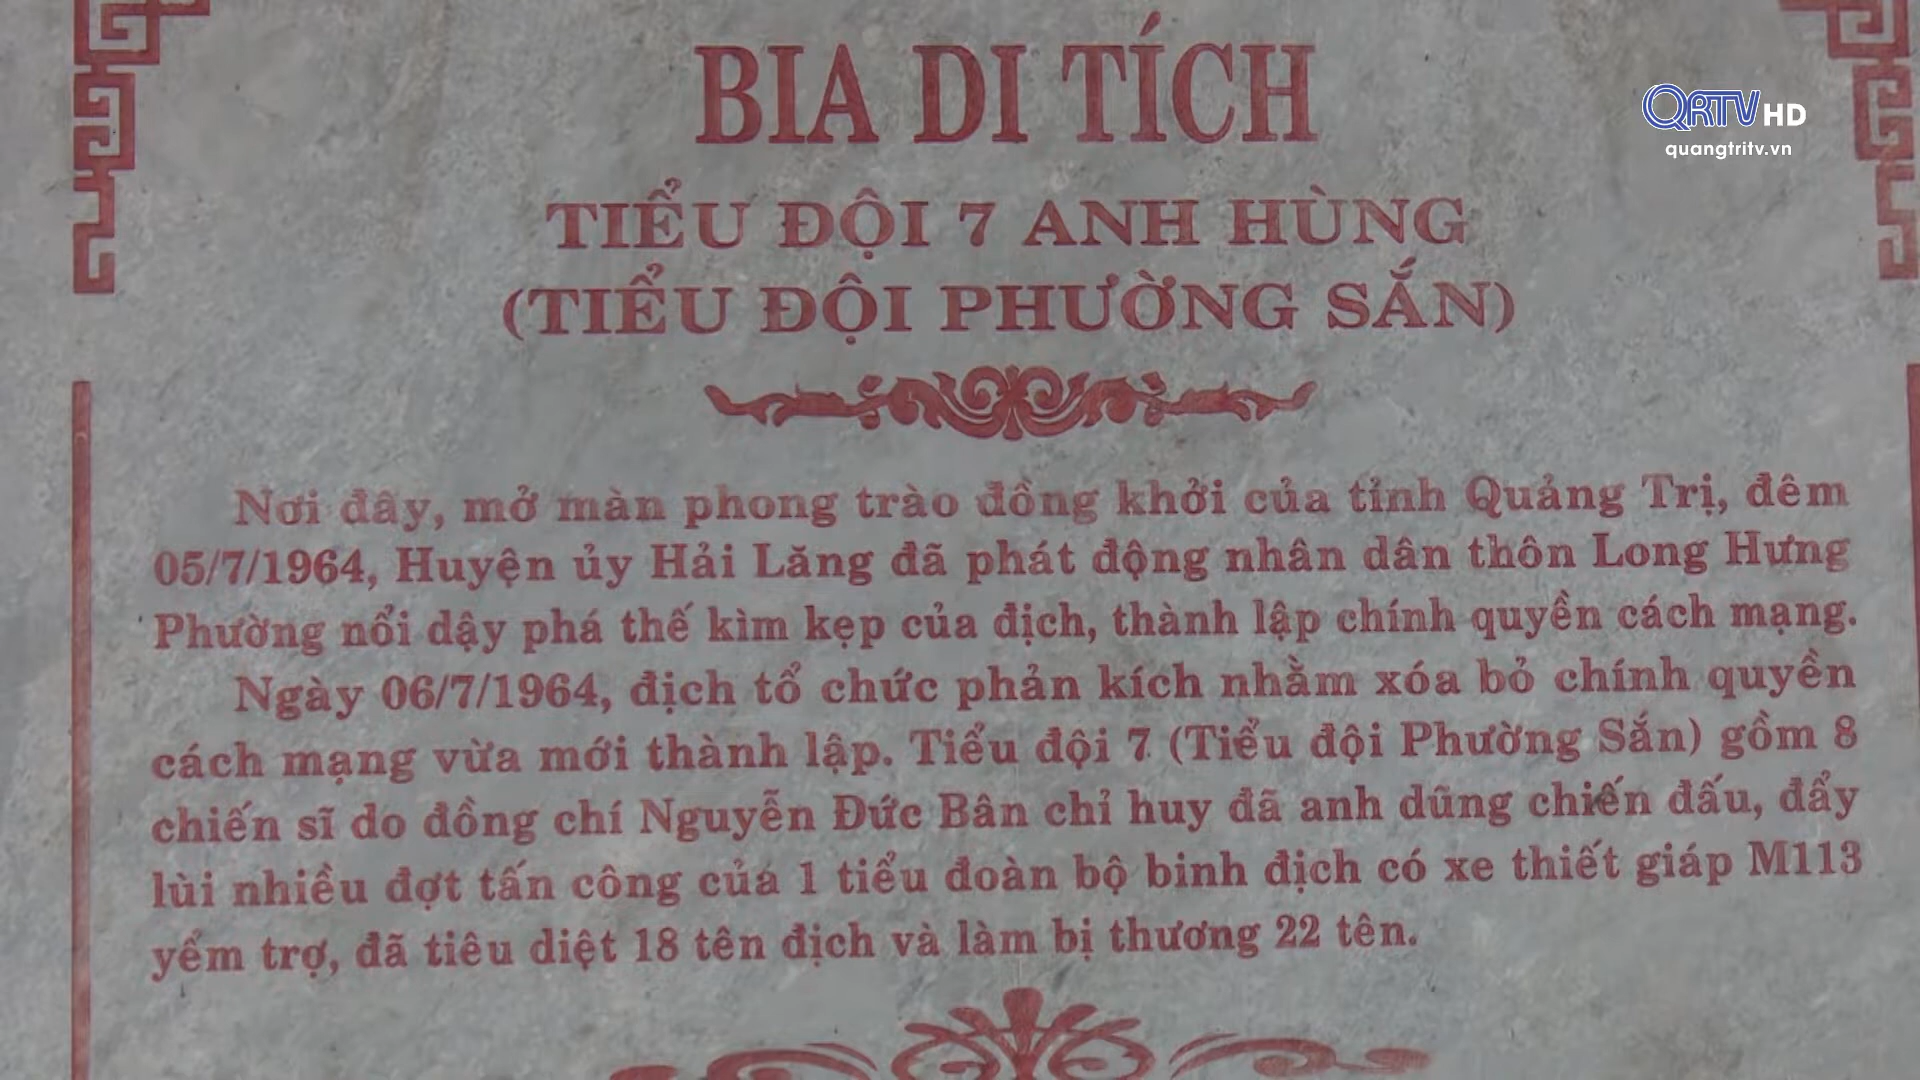 BIA DI TÍCH
QRTV HD
quangtritv.vn
TIỂU ĐỘI 7 ANH HÙNG
(TIỂU ĐỘI PHƯỜNG SẮN)
Nơi đây, mở màn phong trào đồng khởi của tỉnh Quảng Trị, đêm
05/7/1964, Huyện ủy Hải Lăng đã phát động nhân dân thôn Long Hưng
Phường nổi dậy phá thế kìm kẹp của địch, thành lập chính quyền cách mạng.
Ngày 06/7/1964, địch tổ chức phản kích nhằm xóa bỏ chính quyền
cách mạng vừa mới thành lập. Tiểu đội 7 (Tiểu đội Phường Sắn) gồm 8
chiến sĩ do đồng chí Nguyễn Đức Bân chỉ huy đã anh dũng chiến đấu, đẩy
lùi nhiều đợt tấn công của 1 tiểu đoàn bộ binh địch có xe thiết giáp M113
yểm trợ, đã tiêu diệt 18 tên địch và làm bị thương 22 tên.